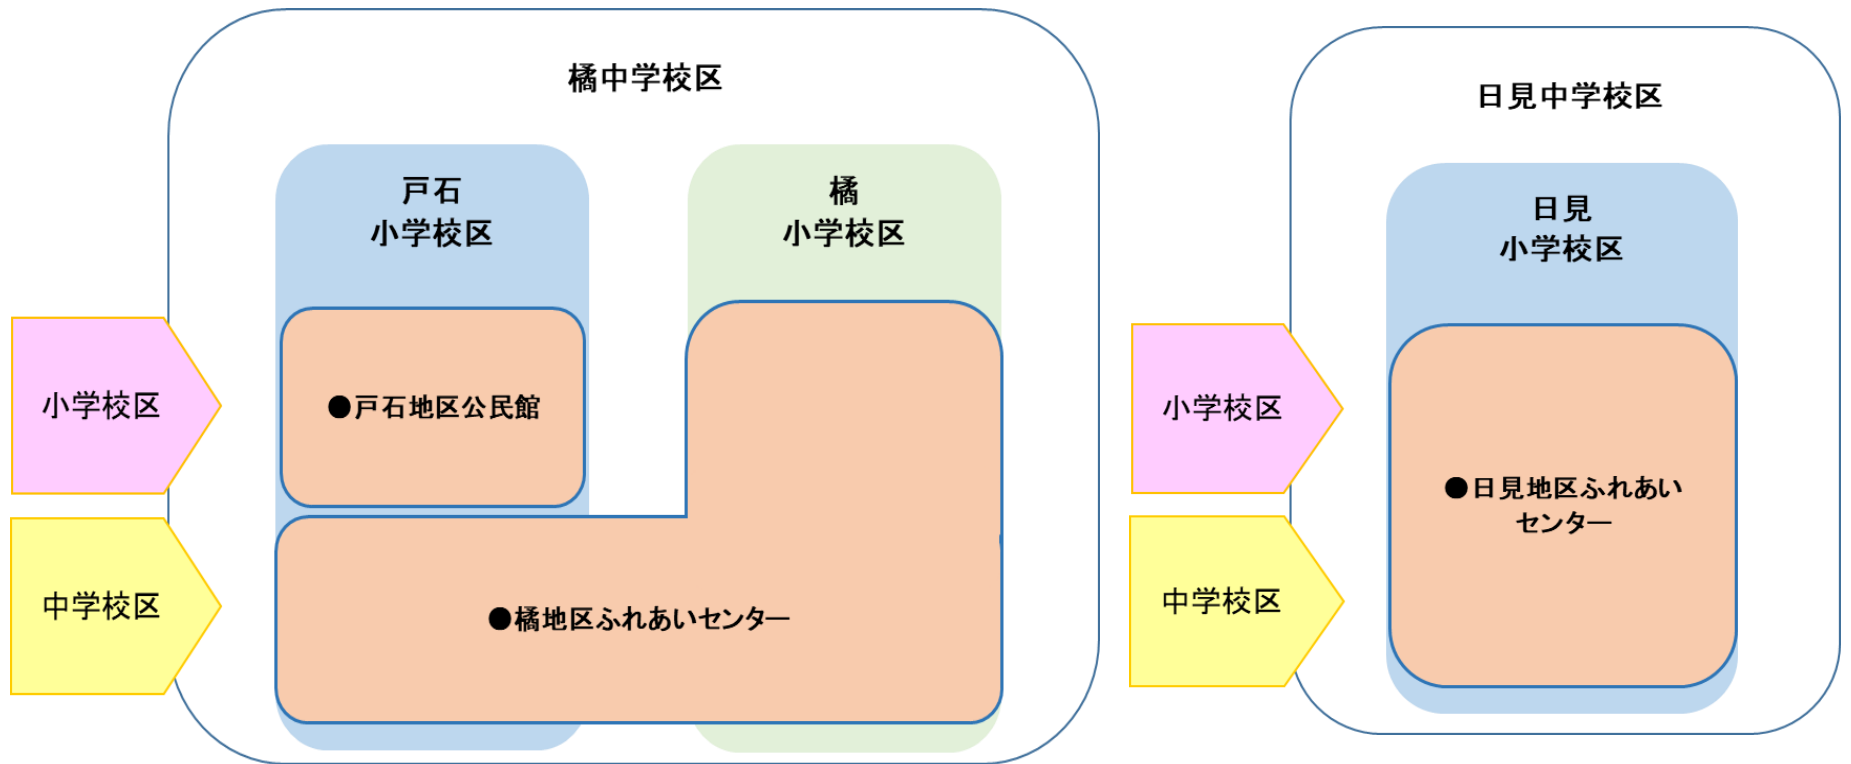 橘中学校区
戸石
小学校区
橘
小学校区
小学校区
●戸石地区公民館
中学校区
●橘地区ふれあいセンター
日見中学校区
日見
小学校区
小学校区
●日見地区ふれあい
センター
中学校区